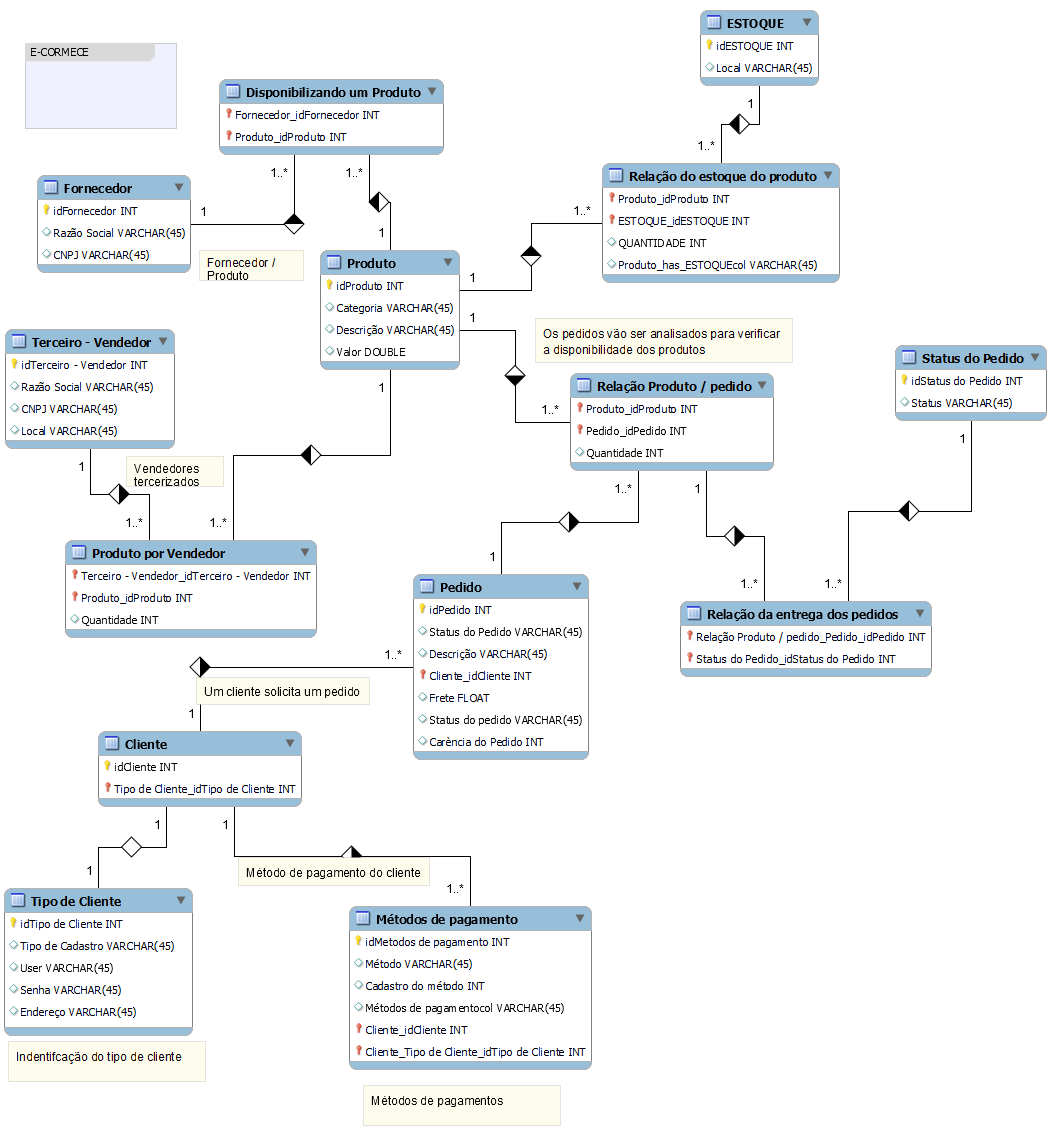 E-CORMECE
ESTOQUE
idESTOQUE INT
Local VARCHAR(45)
1
1..*
Disponibilizando um Produto
Fornecedor_idFornecedor INT
Produto_idProduto INT
1..*
1..*
1
1
Fornecedor
idFornecedor INT
Razão Social VARCHAR(45)
CNPJ VARCHAR(45)
Fornecedor /
Produto
Relação do estoque do produto
Produto_idProduto INT
ESTOQUE_idESTOQUE INT
QUANTIDADE INT
Produto_has_ESTOQUEcol VARCHAR(45)
1..*
1
Produto
idProduto INT
Categoria VARCHAR(45)
Descrição VARCHAR(45)
Valor DOUBLE
1
1
1..*
Os pedidos vão ser analisados para verificar
a disponibilidade dos produtos
Terceiro - Vendedor
idTerceiro - Vendedor INT
Razão Social VARCHAR(45)
CNPJ VARCHAR(45)
Local VARCHAR(45)
1
Vendedores
tercerizados
1..*
1..*
Relação Produto / pedido
Produto_idProduto INT
Pedido_idPedido INT
Quantidade INT
1..*
1
Status do Pedido
idStatus do Pedido INT
Status VARCHAR(45)
1
Produto por Vendedor
Terceiro - Vendedor_idTerceiro - Vendedor INT
Produto_idProduto INT
Quantidade INT
1
1..*
1..*
Pedido
idPedido INT
Status do Pedido VARCHAR(45)
Descrição VARCHAR(45)
Cliente_idCliente INT
Frete FLOAT
Status do pedido VARCHAR(45)
Carência do Pedido INT
Relação da entrega dos pedidos
Relação Produto / pedido_Pedido_idPedido INT
Status do Pedido_idStatus do Pedido INT
1..*
Um cliente solicita um pedido
1
Cliente
idCliente INT
Tipo de Cliente_idTipo de Cliente INT
1
1
1
Método de pagamento do cliente
1..*
Tipo de Cliente
idTipo de Cliente INT
Tipo de Cadastro VARCHAR(45)
User VARCHAR(45)
Senha VARCHAR(45)
Endereço VARCHAR(45)
Indentifcação do tipo de cliente
Métodos de pagamento
idMetodos de pagamento INT
Método VARCHAR(45)
Cadastro do método INT
Métodos de pagamentocol VARCHAR(45)
Cliente_idCliente INT
Cliente_Tipo de Cliente_idTipo de Cliente INT
Métodos de pagamentos